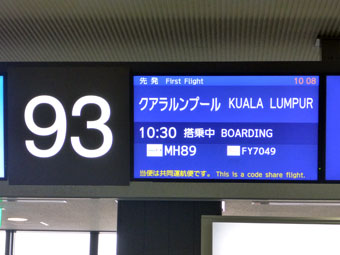 93
先発 First Flight 10 08
クアラルンプール KUALA LUMPUR
10:30 搭乗中 BOARDING
MH89 FY7049
当便は共同運航便です。 This is a code share flight.